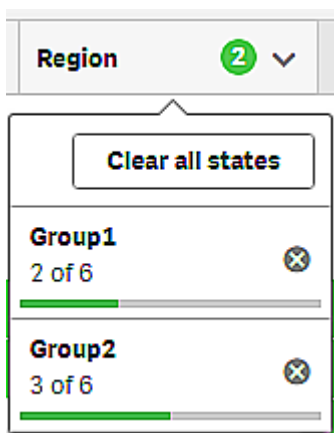 Region 2
Clear all states
Group1
2 of 6
Group2
3 of 6